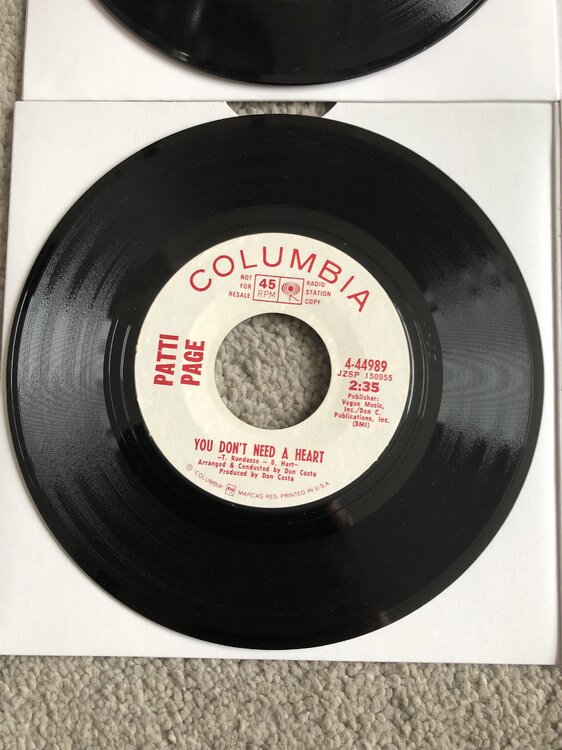 COLUMBIA
NOT
FOR
RESALE
45
RPM
RADIO
STATION
COPY
PATTI
PAGE
4-44989
JZSP 150955
2:35
Publisher:
Vogue Music,
Inc./Don C.
Publications, Inc.
(BMI)
YOU DON'T NEED A HEART
-T. Randazzo - B. Hart-
Arranged & Conducted by Don Costa
Produced by Don Costa
© "COLUMBIA" MARCAS REG. PRINTED IN U.S.A